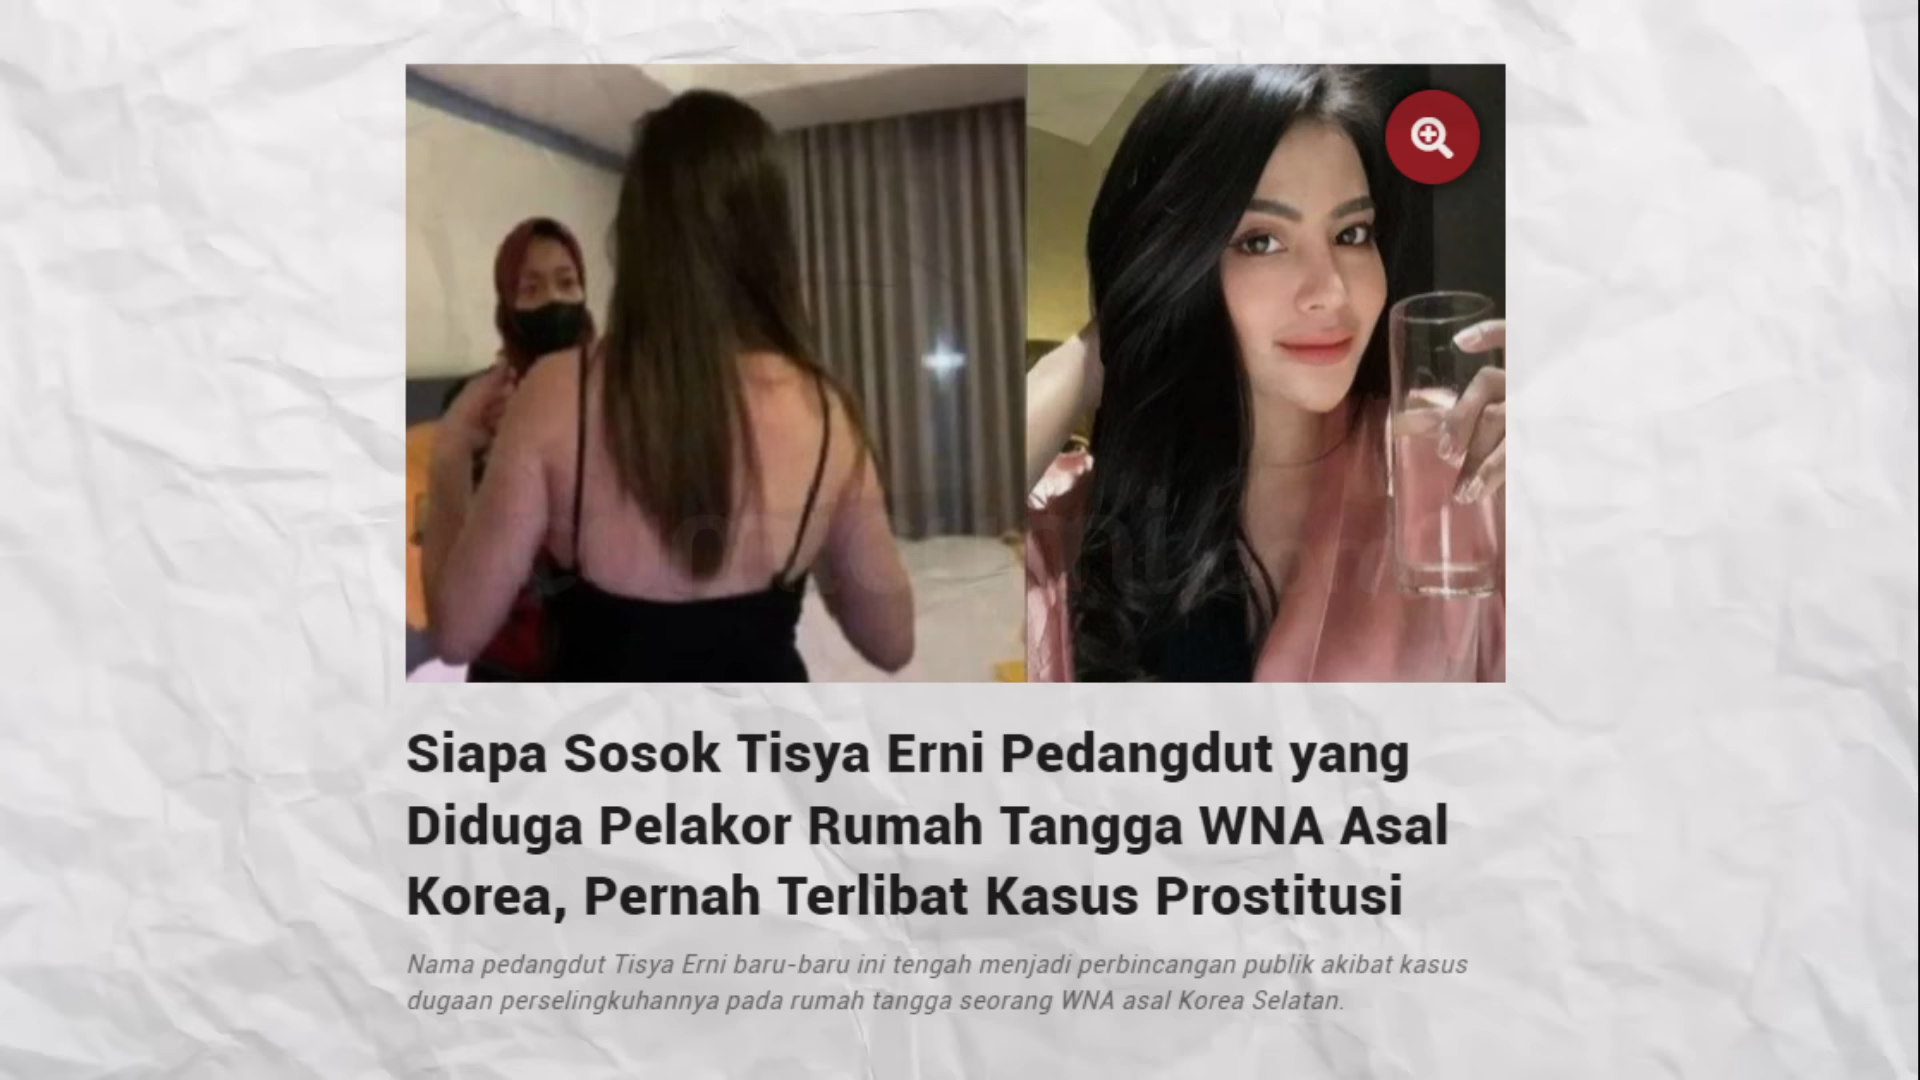 Siapa Sosok Tisya Erni Pedangdut yang
Diduga Pelakor Rumah Tangga WNA Asal
Korea, Pernah Terlibat Kasus Prostitusi
Nama pedangdut Tisya Erni baru-baru ini tengah menjadi perbincangan publik akibat kasus
dugaan perselingkuhannya pada rumah tangga seorang WNA asal Korea Selatan.